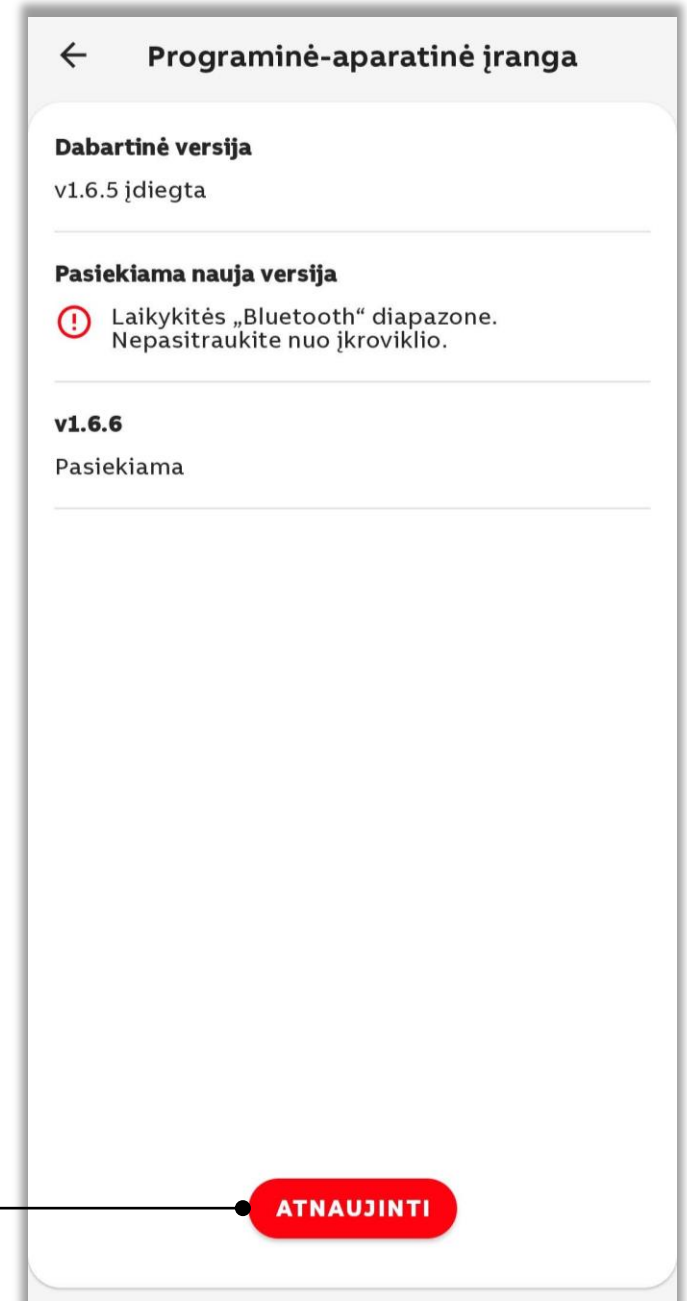 Programinė-aparatinė įranga
Dabartinė versija
v1.6.5 įdiegta
Pasiekiama nauja versija
Laikykitės „Bluetooth“ diapazone.
Nepasitraukite nuo įkroviklio.
v1.6.6
Pasiekiama
ATNAUJINTI